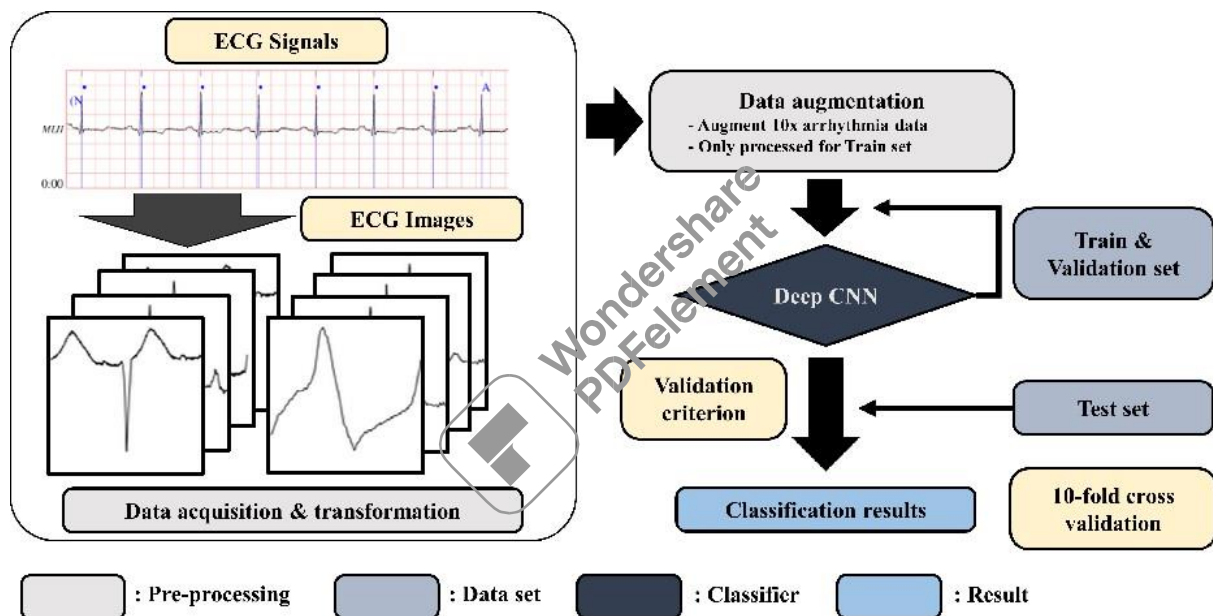 ECG Signals
(N
A
MLII
0:00
ECG Images
Data acquisition & transformation
Data augmentation
- Augment 10x arrhythmia data
- Only processed for Train set
Train &
Validation set
Deep CNN
Validation
criterion
Test set
Classification results
10-fold cross
validation
Wondershare
PDFelement
: Pre-processing
: Data set
: Classifier
: Result